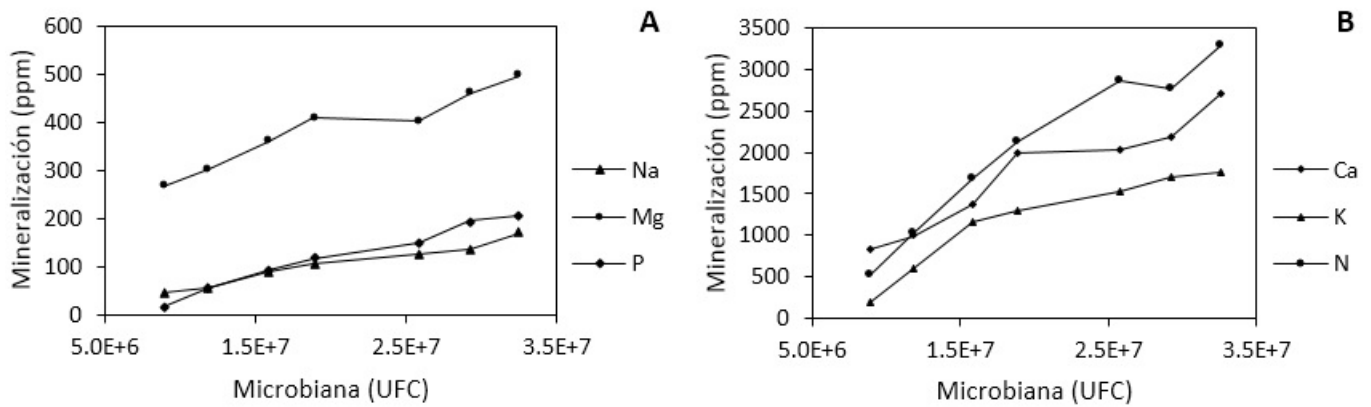 A
Mineralización (ppm)
600
500
400
300
200
100
0
5.0E+6 1.5E+7 2.5E+7 3.5E+7
Microbiana (UFC)
Na
Mg
P
B
Mineralización (ppm)
3500
3000
2500
2000
1500
1000
500
0
5.0E+6 1.5E+7 2.5E+7 3.5E+7
Microbiana (UFC)
Ca
K
N